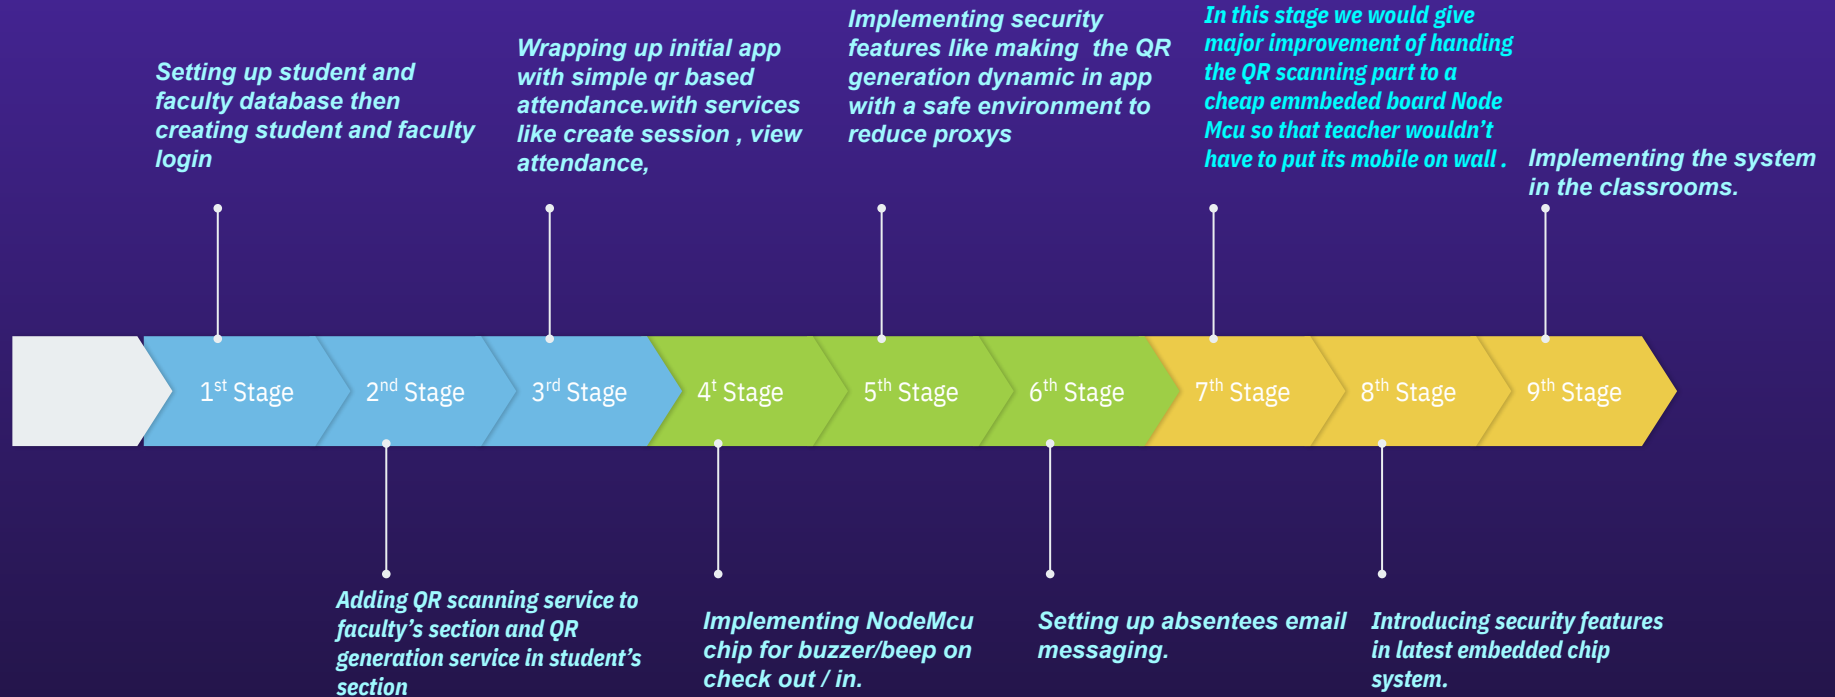 Setting up student and
faculty database then
creating student and faculty
login
Wrapping up initial app
with simple qr based
attendance.with services
like create session , view
attendance,
Implementing security
features like making  the QR
generation dynamic in app
with a safe environment to
reduce proxys
In this stage we would give
major improvement of handing
the QR scanning part to a
cheap emmbeded board Node
Mcu so that teacher wouldn't
have to put its mobile on wall .
Implementing the system
in the classrooms.
1st Stage
2nd Stage
3rd Stage
4t Stage
5th Stage
6th Stage
7th Stage
8th Stage
9th Stage
Adding QR scanning service to
faculty's section and QR
generation service in student's
section
Implementing NodeMcu
chip for buzzer/beep on
check out / in.
Setting up absentees email
messaging.
Introducing security features
in latest embedded chip
system.